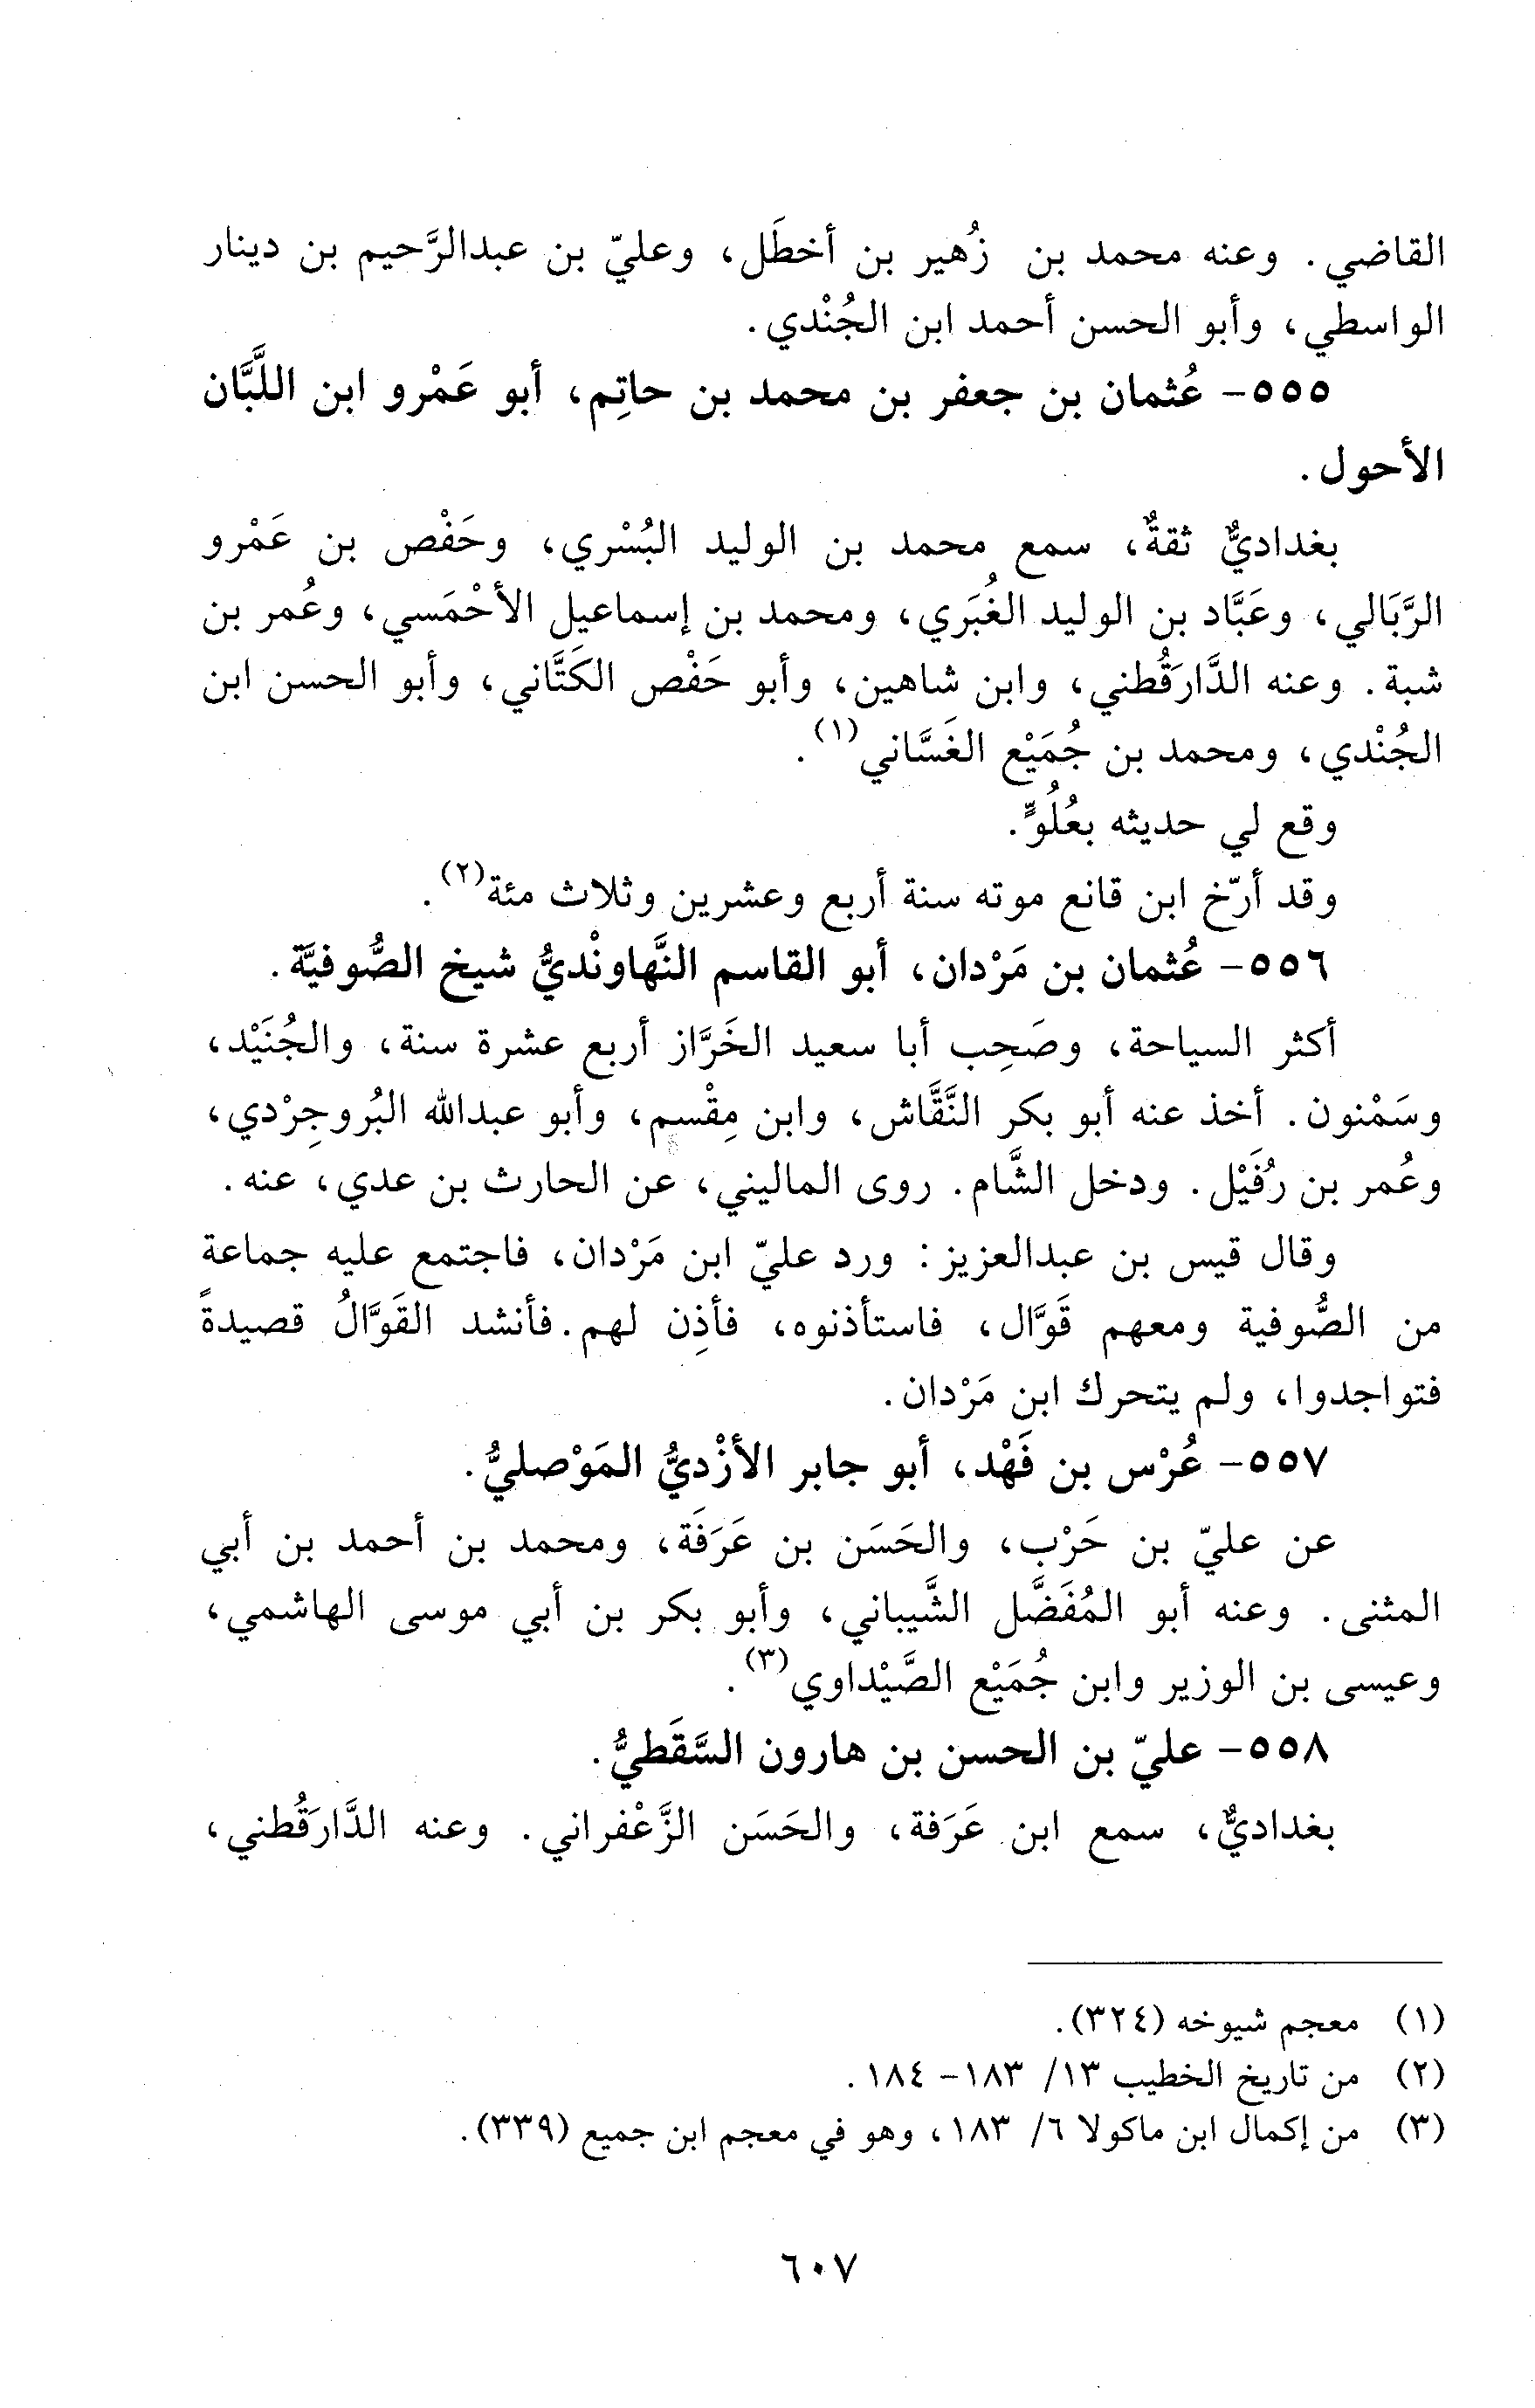 القاضي. وعنه محمد بن زُهير بن أخطَل، وعليّ بن عبدالرَّحيم بن دينار
الواسطي، وأبو الحسن أحمد ابن الجُنْدي.
٥٥٥- عُثمان بن جعفر بن محمد بن حاتِم، أبو عَمْرو ابن اللَّبَّان
الأحول.
بغداديٌّ ثقةٌ، سمع محمد بن الوليد البُسْري، وحَفْص بن عَمْرو
الرَّبَالي، وعَبَّاد بن الوليد الغُبَري، ومحمد بن إسماعيل الأحْمَسي، وعُمر بن
شبة. وعنه الدَّارَقُطني، وابن شاهين، وأبو حَفْص الكَتَّاني، وأبو الحسن ابن
الجُنْدي، ومحمد بن جُمَيْع الغَسَّاني(١).
وقع لي حديثه بعُلُوٍّ.
وقد أرّخ ابن قانع موته سنة أربع وعشرين وثلاث مئة(٢).
٥٥٦- عُثمان بن مَرْدان، أبو القاسم النَّهاونْديُّ شيخ الصُّوفيَّة.
أكثر السياحة، وصَحِب أبا سعيد الخَرَّاز أربع عشرة سنة، والجُنَيْد،
وسَمْنون. أخذ عنه أبو بكر النَّقَّاش، وابن مِقْسم، وأبو عبدالله البُروجِرْدي،
وعُمر بن رُفَيْل. ودخل الشَّام. روى الماليني، عن الحارث بن عدي، عنه.
وقال قيس بن عبدالعزيز: ورد عليّ ابن مَرْدان، فاجتمع عليه جماعة
من الصُّوفية ومعهم قَوَّال، فاستأذنوه، فأذِن لهم. فأنشد القَوَّالُ قصيدةً
فتواجدوا، ولم يتحرك ابن مَرْدان.
٥٥٧- عُرْس بن فَهْد، أبو جابر الأزْديُّ المَوْصليُّ.
عن عليّ بن حَرْب، والحَسَن بن عَرَفَة، ومحمد بن أحمد بن أبي
المثنى. وعنه أبو المُفَضَّل الشَّيباني، وأبو بكر بن أبي موسى الهاشمي،
وعيسى بن الوزير وابن جُمَيْع الصَّيْداوي(٣).
٥٥٨- عليّ بن الحسن بن هارون السَّقَطيُّ.
بغداديٌّ، سمع ابن عَرَفة، والحَسَن الزَّعْفراني. وعنه الدَّارَقُطني،
(١) معجم شيوخه (٣٢٤).
(٢) من تاريخ الخطيب ١٣/ ١٨٣- ١٨٤.
(٣) من إكمال ابن ماكولا ٦/ ١٨٣، وهو في معجم ابن جميع (٣٣٩).
٦٠٧